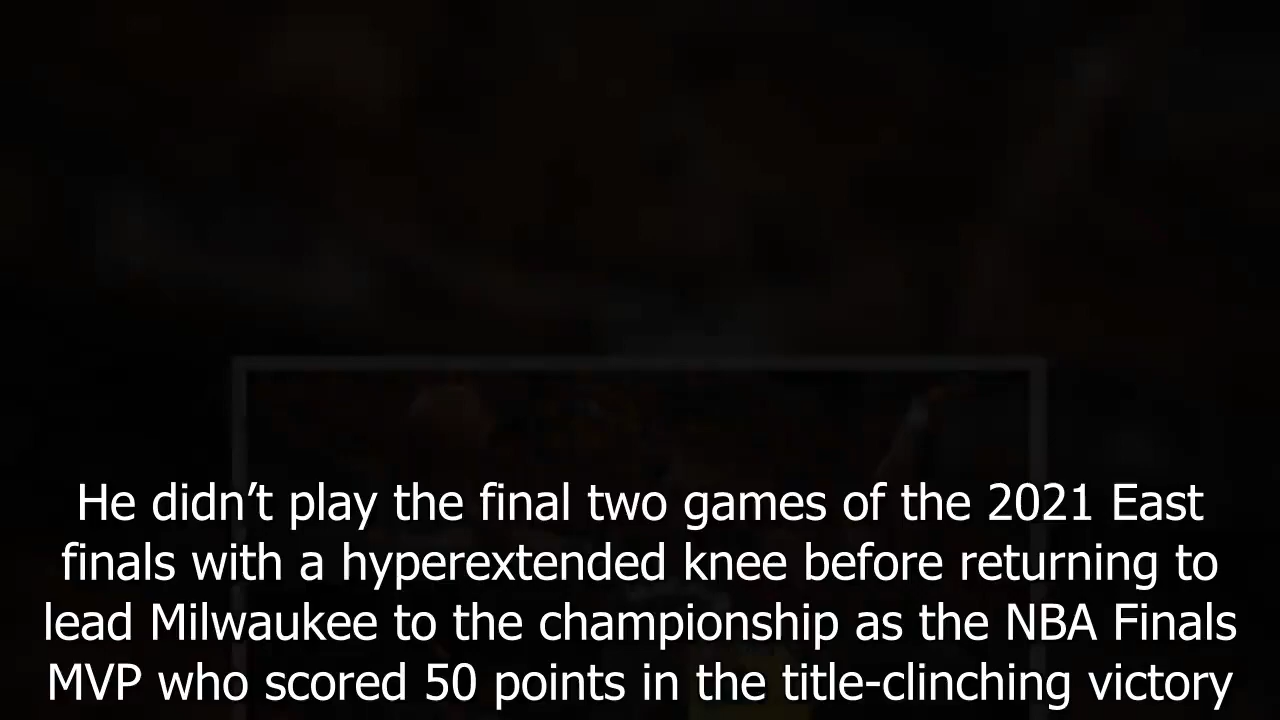 He didn’t play the final two games of the 2021 East
finals with a hyperextended knee before returning to
lead Milwaukee to the championship as the NBA Finals
MVP who scored 50 points in the title-clinching victory